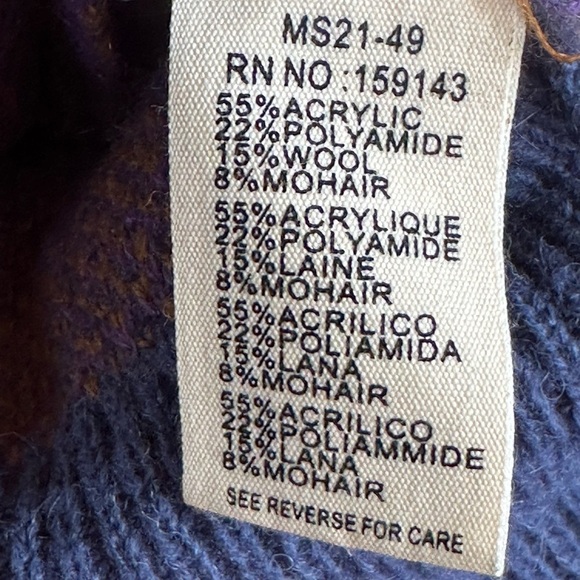 MS21-49
RN NO :159143
55%ACRYLIC
22%POLYAMIDE
15%WOOL
8%MOHAIR
55%ACRYLIQUE
22%POLYAMIDE
15%LAINE
8%MOHAIR
55%ACRILICO
22%POLIAMIDA
15%LANA
8%MOHAIR
55%ACRILICO
22%POLIAMMIDE
15%LANA
8%MOHAIR
SEE REVERSE FOR CARE